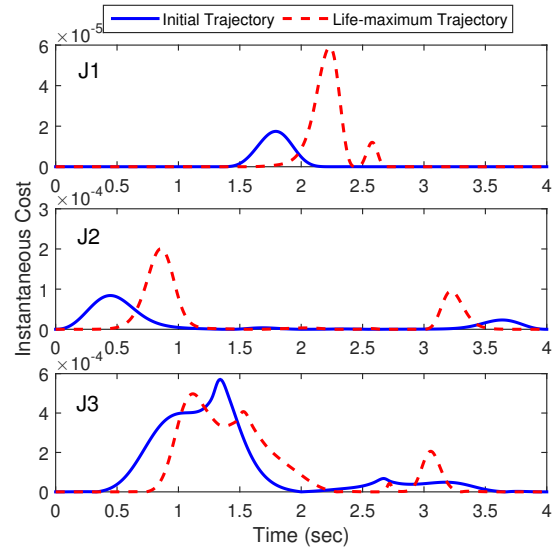 Initial Trajectory Life-maximum Trajectory
×10⁻⁵
6
4
2
0
J1
0 0.5 1 1.5 2 2.5 3 3.5 4
Instantaneous Cost
×10⁻⁴
3
2
1
0
J2
0 0.5 1 1.5 2 2.5 3 3.5 4
×10⁻⁴
6
4
2
0
J3
0 0.5 1 1.5 2 2.5 3 3.5 4
Time (sec)